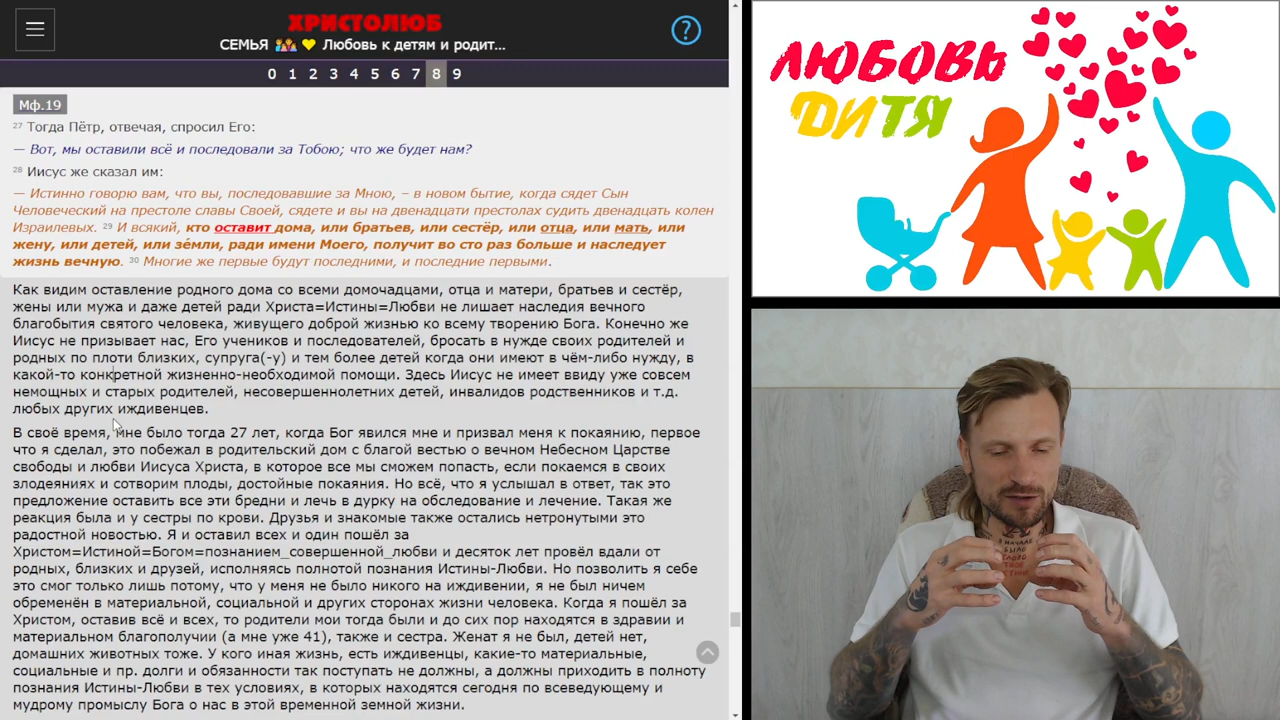 ХРИСТОЛЮБ
СЕМЬЯ 👪 💛 Любовь к детям и родит...
?
0 1 2 3 4 5 6 7 8 9
Мф.19
27 Тогда Пётр, отвечая, спросил Его:
— Вот, мы оставили всё и последовали за Тобою; что же будет нам?
28 Иисус же сказал им:
— Истинно говорю вам, что вы, последовавшие за Мною, – в новом бытие, когда сядет Сын
Человеческий на престоле славы Своей, сядете и вы на двенадцати престолах судить двенадцать колен
Израилевых. 29 И всякий, кто оставит дома, или братьев, или сестёр, или отца, или мать, или
жену, или детей, или зе́мли, ради имени Моего, получит во сто раз больше и наследует
жизнь вечную. 30 Многие же первые будут последними, и последние первыми.
Как видим оставление родного дома со всеми домочадцами, отца и матери, братьев и сестёр,
жены или мужа и даже детей ради Христа=Истины=Любви не лишает наследия вечного
благобытия святого человека, живущего доброй жизнью ко всему творению Бога. Конечно же
Иисус не призывает нас, Его учеников и последователей, бросать в нужде своих родителей и
родных по плоти близких, супруга(-у) и тем более детей когда они имеют в чём-либо нужду, в
какой-то конкретной жизненно-необходимой помощи. Здесь Иисус не имеет ввиду уже совсем
немощных и старых родителей, несовершеннолетних детей, инвалидов родственников и т.д.
любых других иждивенцев.
В своё время, мне было тогда 27 лет, когда Бог явился мне и призвал меня к покаянию, первое
что я сделал, это побежал в родительский дом с благой вестью о вечном Небесном Царстве
свободы и любви Иисуса Христа, в которое все мы сможем попасть, если покаемся в своих
злодеяниях и сотворим плоды, достойные покаяния. Но всё, что я услышал в ответ, так это
предложение оставить все эти бредни и лечь в дурку на обследование и лечение. Такая же
реакция была и у сестры по крови. Друзья и знакомые также остались нетронутыми это
радостной новостью. Я и оставил всех и один пошёл за
Христом=Истиной=Богом=познанием_совершенной_любви и десяток лет провёл вдали от
родных, близких и друзей, исполняясь полнотой познания Истины-Любви. Но позволить я себе
это смог только лишь потому, что у меня не было никого на иждивении, я не был ничем
обременён в материальной, социальной и других сторонах жизни человека. Когда я пошёл за
Христом, оставив всё и всех, то родители мои тогда были и до сих пор находятся в здравии и
материальном благополучии (а мне уже 41), также и сестра. Женат я не был, детей нет,
домашних животных тоже. У кого иная жизнь, есть иждивенцы, какие-то материальные,
социальные и пр. долги и обязанности так поступать не должны, а должны приходить в полноту
познания Истины-Любви в тех условиях, в которых находятся сегодня по всеведующему и
мудрому промыслу Бога о нас в этой временной земной жизни.
ЛЮБОВЬ
ДИТЯ
В НАЧАЛЕ
БЫЛО